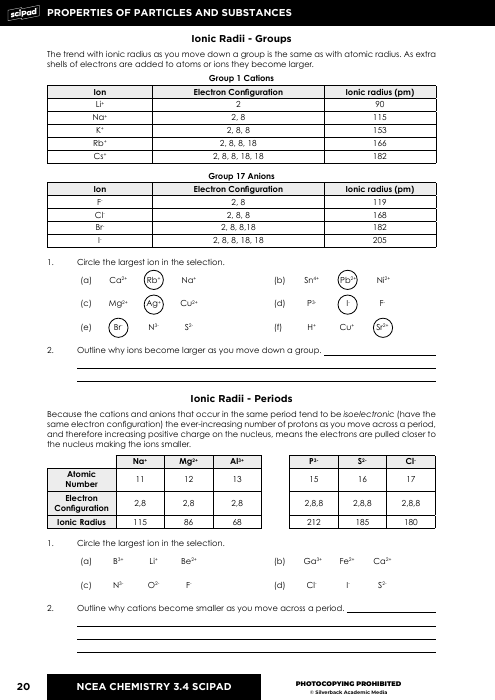 scipad PROPERTIES OF PARTICLES AND SUBSTANCES
Ionic Radii - Groups
The trend with ionic radius as you move down a group is the same as with atomic radius. As extra
shells of electrons are added to atoms or ions they become larger.
Group 1 Cations
Ion Electron Configuration Ionic radius (pm)
Li⁺ 2 90
Na⁺ 2, 8 115
K⁺ 2, 8, 8 153
Rb⁺ 2, 8, 8, 18 166
Cs⁺ 2, 8, 8, 18, 18 182
Group 17 Anions
Ion Electron Configuration Ionic radius (pm)
F⁻ 2, 8 119
Cl⁻ 2, 8, 8 168
Br⁻ 2, 8, 8,18 182
I⁻ 2, 8, 8, 18, 18 205
1. Circle the largest ion in the selection.
(a) Ca²⁺ Rb⁺ Na⁺ (b) Sn⁴⁺ Pb²⁺ Ni²⁺
(c) Mg²⁺ Ag⁺ Cu²⁺ (d) P³⁻ I⁻ F⁻
(e) Br⁻ N³⁻ S²⁻ (f) H⁺ Cu⁺ Sr²⁺
2. Outline why ions become larger as you move down a group.
Ionic Radii - Periods
Because the cations and anions that occur in the same period tend to be isoelectronic (have the
same electron configuration) the ever-increasing number of protons as you move across a period,
and therefore increasing positive charge on the nucleus, means the electrons are pulled closer to
the nucleus making the ions smaller.
Na⁺ Mg²⁺ Al³⁺ P³⁻ S²⁻ Cl⁻
Atomic
Number 11 12 13 15 16 17
Electron
Configuration 2,8 2,8 2,8 2,8,8 2,8,8 2,8,8
Ionic Radius 115 86 68 212 185 180
1. Circle the largest ion in the selection.
(a) B³⁺ Li⁺ Be²⁺ (b) Ga³⁺ Fe²⁺ Ca²⁺
(c) N³⁻ O²⁻ F⁻ (d) Cl⁻ I⁻ S²⁻
2. Outline why cations become smaller as you move across a period.
20 NCEA CHEMISTRY 3.4 SCIPAD PHOTOCOPYING PROHIBITED
© Silverback Academic Media